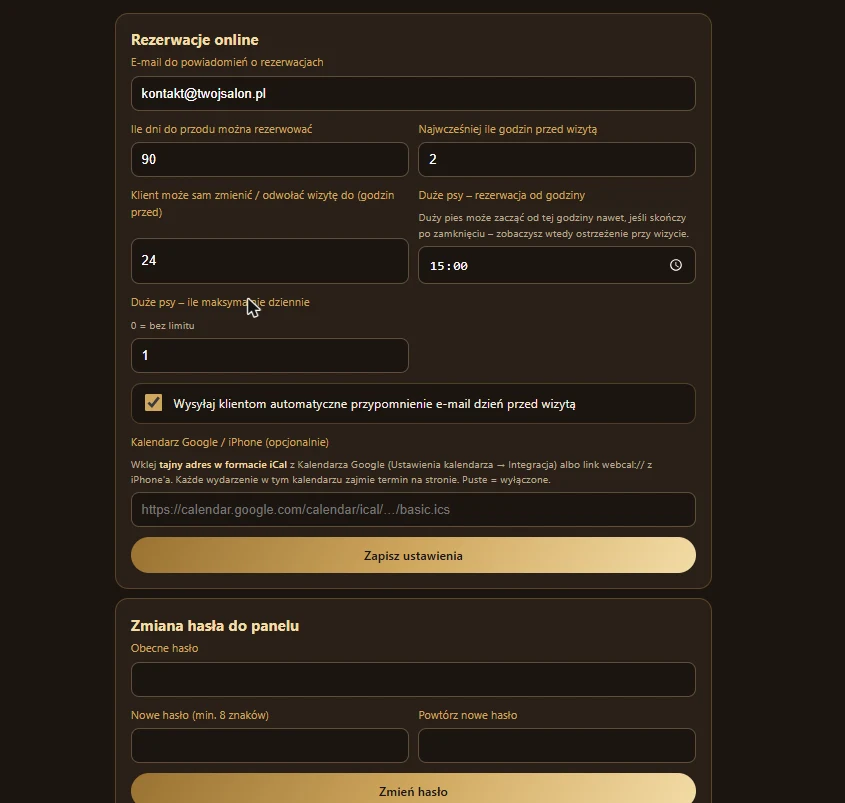 Rezerwacje online
E-mail do powiadomień o rezerwacjach
kontakt@twojsalon.pl
Ile dni do przodu można rezerwować
Najwcześniej ile godzin przed wizytą
90
2
Klient może sam zmienić / odwołać wizytę do (godzin
przed)
Duże psy – rezerwacja od godziny
Duży pies może zacząć od tej godziny nawet, jeśli skończy
po zamknięciu – zobaczysz wtedy ostrzeżenie przy wizycie.
24
15:00
Duże psy – ile maksymalnie dziennie
0 = bez limitu
1
Wysyłaj klientom automatyczne przypomnienie e-mail dzień przed wizytą
Kalendarz Google / iPhone (opcjonalnie)
Wklej tajny adres w formacie iCal z Kalendarza Google (Ustawienia kalendarza → Integracja) albo link webcal:// z
iPhone'a. Każde wydarzenie w tym kalendarzu zajmie termin na stronie. Puste = wyłączone.
https://calendar.google.com/calendar/ical/…/basic.ics
Zapisz ustawienia
Zmiana hasła do panelu
Obecne hasło
Nowe hasło (min. 8 znaków)
Powtórz nowe hasło
Zmień hasło